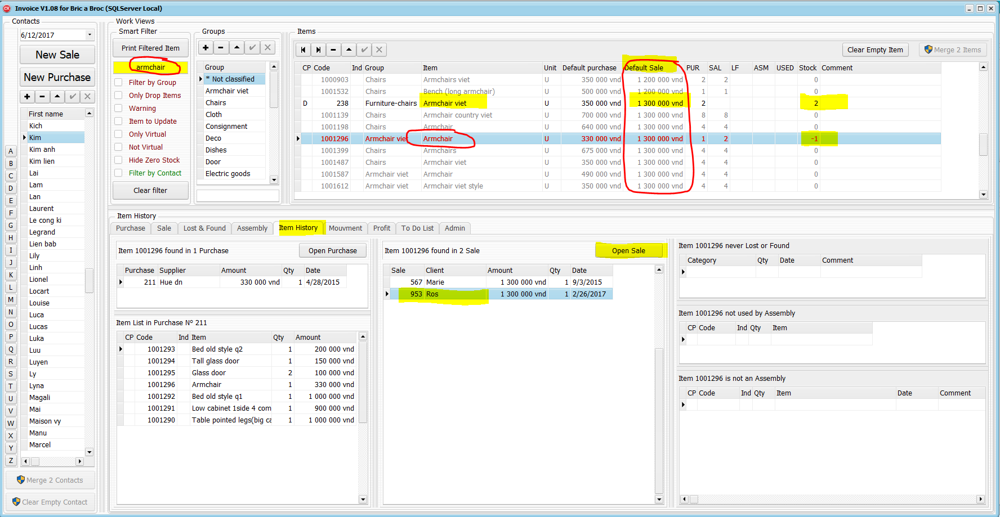 Invoice V1.08 for Bric a Broc (SQLServer Local)
Contacts
6/12/2017
New Sale
New Purchase
First name
Kich
Kim
Kim anh
Kim lien
Lai
Lam
Lan
Laurent
Le cong ki
Legrand
Lien bab
Lily
Linh
Lionel
Locart
Louise
Luca
Lucas
Luka
Luu
Luyen
Ly
Lyna
Magali
Mai
Maison vy
Manu
Marcel
A
B
C
D
E
F
G
H
I
J
K
L
M
N
O
P
Q
R
S
T
U
V
W
X
Y
Z
Merge 2 Contacts
Clear Empty Contact
Work Views
Smart Filter
Print Filtered Item
armchair
Filter by Group
Only Drop Items
Warning
Item to Update
Only Virtual
Not Virtual
Hide Zero Stock
Filter by Contact
Clear filter
Groups
Group
* Not classified
Armchair viet
Chairs
Cloth
Consignment
Deco
Dishes
Door
Electric goods
Items
Clear Empty Item
Merge 2 Items
CP Code Ind Group Item Unit Default purchase Default Sale PUR SAL LF ASM USED Stock Comment
1000903 Chairs Armchairs viet U 350 000 vnd 1 200 000 vnd 2 2 0
1001532 Chairs Bench (long armchair) U 500 000 vnd 1 200 000 vnd 1 1 0
D 238 Furniture-chairs Armchair viet U 350 000 vnd 1 300 000 vnd 2 2
1001139 Chairs Armchair country viet U 700 000 vnd 1 300 000 vnd 8 8 0
1001198 Chairs Armchair U 640 000 vnd 1 300 000 vnd 4 4 0
1001296 Armchair viet Armchair U 330 000 vnd 1 300 000 vnd 1 2 -1
1001399 Chairs Armchairs U 675 000 vnd 1 300 000 vnd 4 4 0
1001487 Chairs Armchair viet U 350 000 vnd 1 300 000 vnd 4 4 0
1001587 Armchair viet Armchair U 490 000 vnd 1 300 000 vnd 4 4 0
1001612 Armchair viet Armchair viet style U 350 000 vnd 1 300 000 vnd 4 4 0
Item History
Purchase Sale Lost & Found Assembly Item History Mouvment Profit To Do List Admin
Item 1001296 found in 1 Purchase
Open Purchase
Purchase Supplier Amount Qty Date
211 Hue dn 330 000 vnd 1 4/28/2015
Item List in Purchase N° 211
CP Code Ind Item Qty Amount
1001293 Bed old style q2 1 200 000 vnd
1001294 Tall glass door 1 150 000 vnd
1001295 Glass door 2 100 000 vnd
1001296 Armchair 1 330 000 vnd
1001292 Bed old style q1 1 1 000 000 vnd
1001291 Low cabinet 1side 4 com 1 900 000 vnd
1001290 Table pointed legs(big ca 1 1 000 000 vnd
Item 1001296 found in 2 Sale
Open Sale
Sale Client Amount Qty Date
567 Marie 1 300 000 vnd 1 9/3/2015
953 Ros 1 300 000 vnd 1 2/26/2017
Item 1001296 never Lost or Found
Category Qty Date Comment
Item 1001296 not used by Assembly
CP Code Ind Qty Item
Item 1001296 is not an Assembly
CP Code Ind Qty Item Date Comment